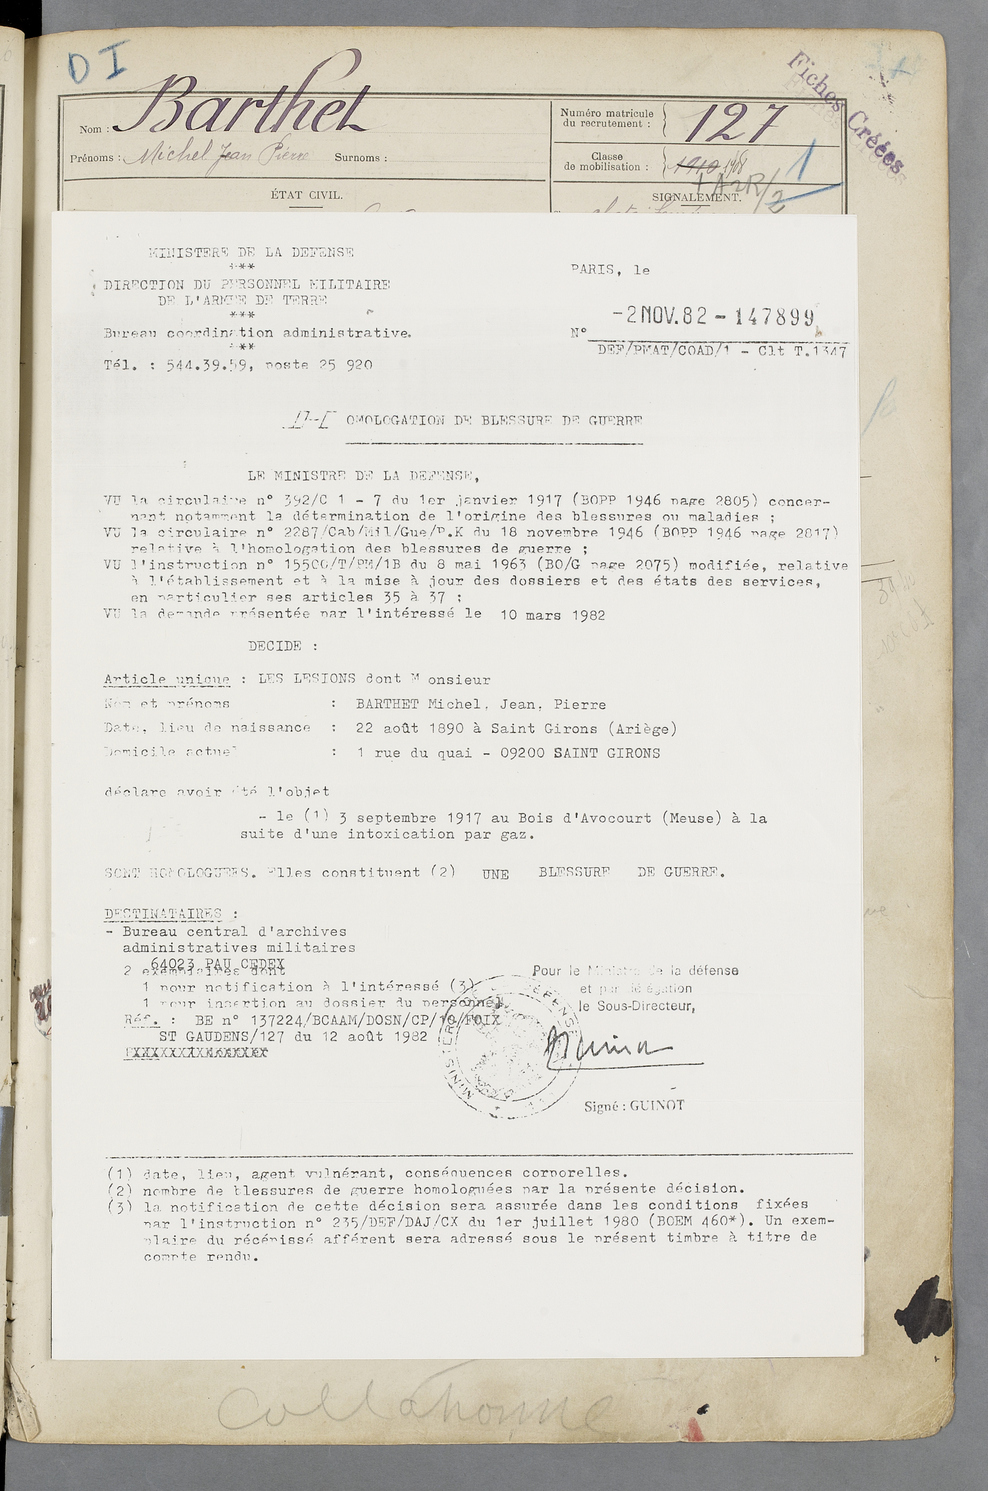 D I
Fiches Créées
Nom : Barthet
Prénoms : Michel Jean Pierre Surnoms :
Numéro matricule
du recrutement : 127
Classe
de mobilisation : 1910 1908
1
1A2R/2
ÉTAT CIVIL.
SIGNALEMENT.
MINISTERE DE LA DEFENSE
***
DIRECTION DU PERSONNEL MILITAIRE
DE L'ARMEE DE TERRE
***
Bureau coordination administrative.
***
Tél. : 544.39.59, poste 25 920
PARIS, le
-2 NOV. 82 - 147899
N°
DEF/PMAT/COAD/1 - Clt T.1347
OMOLOGATION DE BLESSURE DE GUERRE
LE MINISTRE DE LA DEFENSE,
VU la circulaire n° 392/C 1 - 7 du 1er janvier 1917 (BOPP 1946 page 2805) concer-
nant notamment la détermination de l'origine des blessures ou maladies ;
VU la circulaire n° 2287/Cab/Mil/Gue/P.K du 18 novembre 1946 (BOPP 1946 page 2817)
relative à l'homologation des blessures de guerre ;
VU l'instruction n° 15500/T/PM/1B du 8 mai 1963 (BO/G page 2075) modifiée, relative
à l'établissement et à la mise à jour des dossiers et des états des services,
en particulier ses articles 35 à 37 ;
VU la demande présentée par l'intéressé le 10 mars 1982
DECIDE :
Article unique : LES LESIONS dont M onsieur
Nom et prénoms : BARTHET Michel, Jean, Pierre
Date, lieu de naissance : 22 août 1890 à Saint Girons (Ariège)
Domicile actuel : 1 rue du quai - 09200 SAINT GIRONS
déclare avoir été l'objet
- le (1) 3 septembre 1917 au Bois d'Avocourt (Meuse) à la
suite d'une intoxication par gaz.
SONT HOMOLOGUEES. Elles constituent (2) UNE BLESSURE DE GUERRE.
DESTINATAIRES :
- Bureau central d'archives
administratives militaires
64023 PAU CEDEX
2 exemplaires dont
1 pour notification à l'intéressé (3)
1 pour insertion au dossier du personnel
Réf. : BE n° 137224/BCAAM/DOSN/CP/10/FOIX
ST GAUDENS/127 du 12 août 1982
Pour le Ministre de la défense
et par délégation
le Sous-Directeur,
Signé : GUINOT
(1) date, lieu, agent vulnérant, conséquences corporelles.
(2) nombre de blessures de guerre homologuées par la présente décision.
(3) la notification de cette décision sera assurée dans les conditions fixées
par l'instruction n° 235/DEF/DAJ/CX du 1er juillet 1980 (BOEM 460*). Un exem-
plaire du récépissé afférent sera adressé sous le présent timbre à titre de
compte rendu.